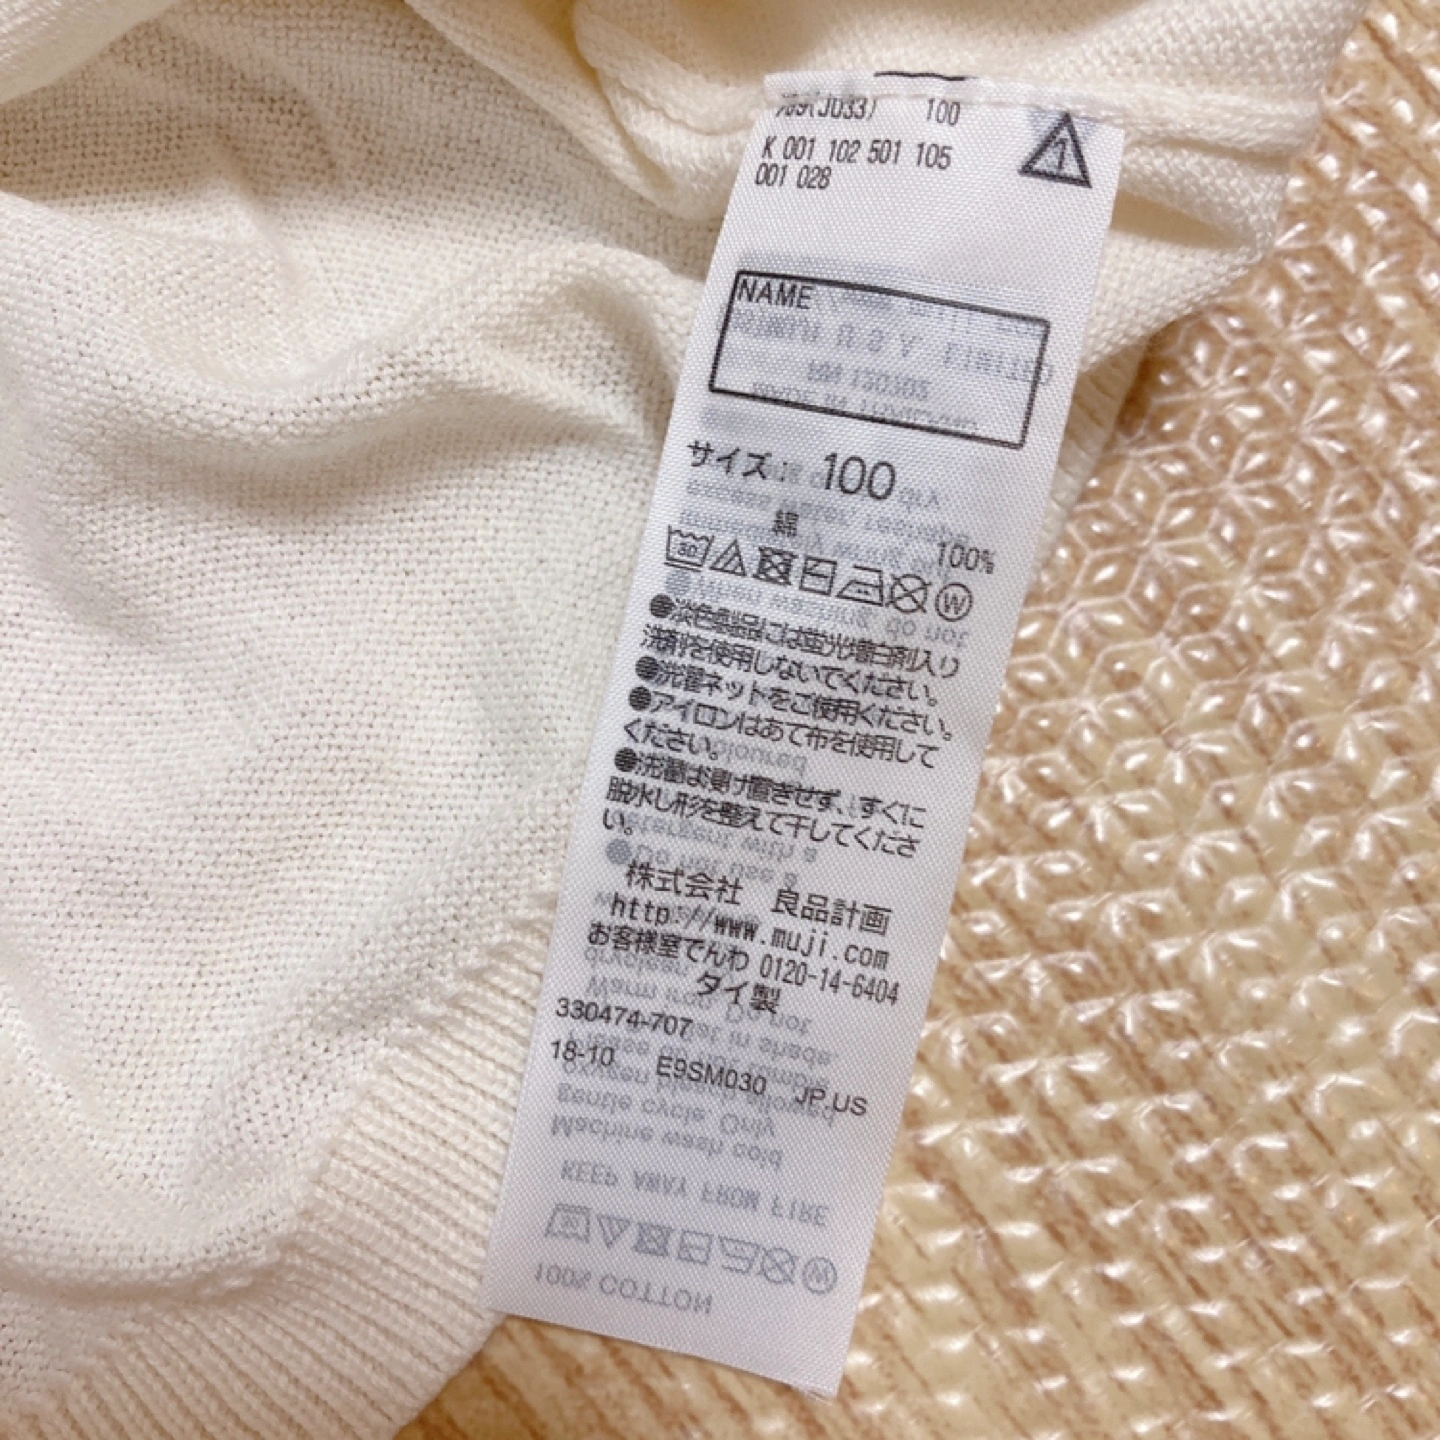 (J033) 100
K 001 102 501 105
001 028
1
NAME
サイズ: 100
綿 100%
30
W
●淡色製品には蛍光増白剤入り
洗剤を使用しないでください。
●洗濯ネットをご使用ください。
●アイロンはあて布を使用して
ください。
●洗濯は漬け置きせず、すぐに
脱水し形を整えて干してくださ
い。
株式会社 良品計画
http://www.muji.com
お客様室でんわ 0120-14-6404
タイ製
330474-707
18-10 E9SM030 JP.US
KEEP AWAY FROM FIRE
100% COTTON